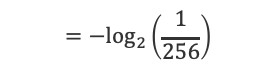 = −log₂ (1/256)